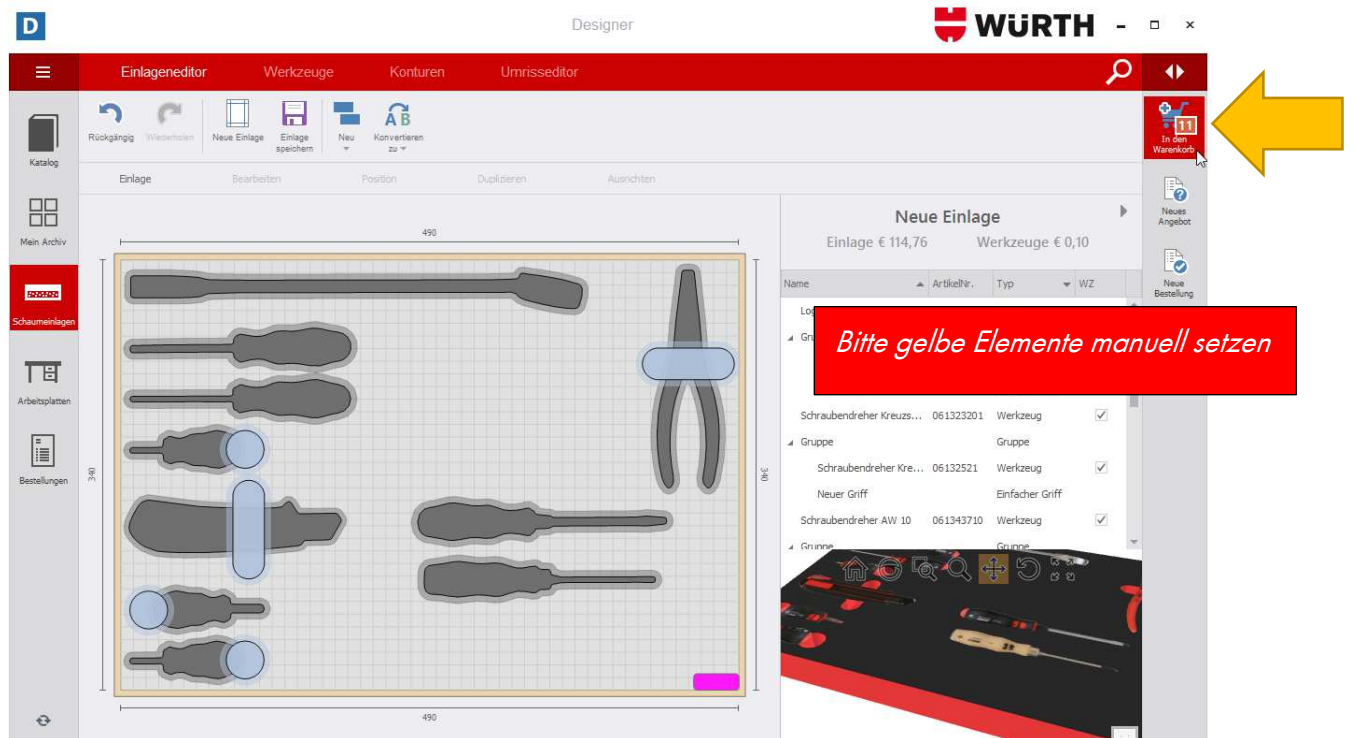 D
Designer
WÜRTH
Einlageneditor
Werkzeuge
Konturen
Umrisseditor
Rückgängig
Wiederholen
Neue Einlage
Einlage
speichern
Neu
A B
Konvertieren
zu
11
In den
Warenkorb
Katalog
Einlage
Bearbeiten
Position
Duplizieren
Ausrichten
Neues
Angebot
Mein Archiv
490
Neue Einlage
Einlage € 114,76
Werkzeuge € 0,10
Neue
Bestellung
Name
ArtikelNr.
Typ
WZ
Schaumeinlagen
Bitte gelbe Elemente manuell setzen
Arbeitsplatten
Schraubendreher Kreuzs... 061323201 Werkzeug
Gruppe Gruppe
Schraubendreher Kre... 06132521 Werkzeug
Neuer Griff Einfacher Griff
Schraubendreher AW 10 061343710 Werkzeug
Gruppe Gruppe
Bestellungen
340
340
490